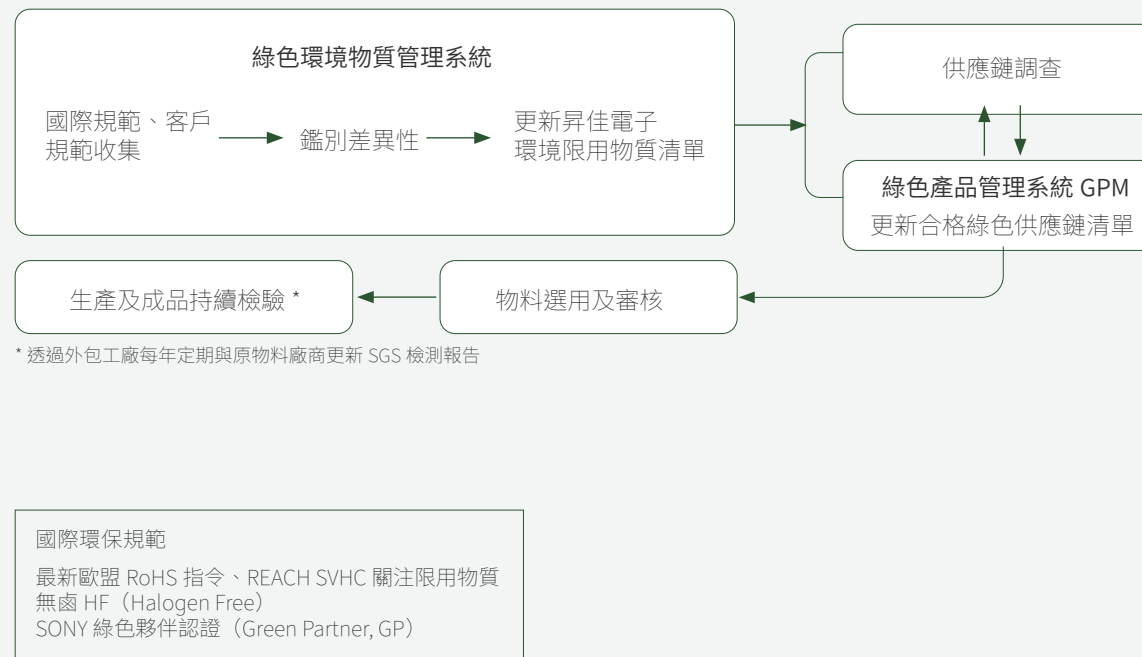 綠色環境物質管理系統
國際規範、客戶
規範收集
鑑別差異性
更新昇佳電子
環境限用物質清單
供應鏈調查
綠色產品管理系統 GPM
更新合格綠色供應鏈清單
物料選用及審核
生產及成品持續檢驗 *
* 透過外包工廠每年定期與原物料廠商更新 SGS 檢測報告
國際環保規範
最新歐盟 RoHS 指令、REACH SVHC 關注限用物質
無鹵 HF（Halogen Free）
SONY 綠色夥伴認證（Green Partner, GP）